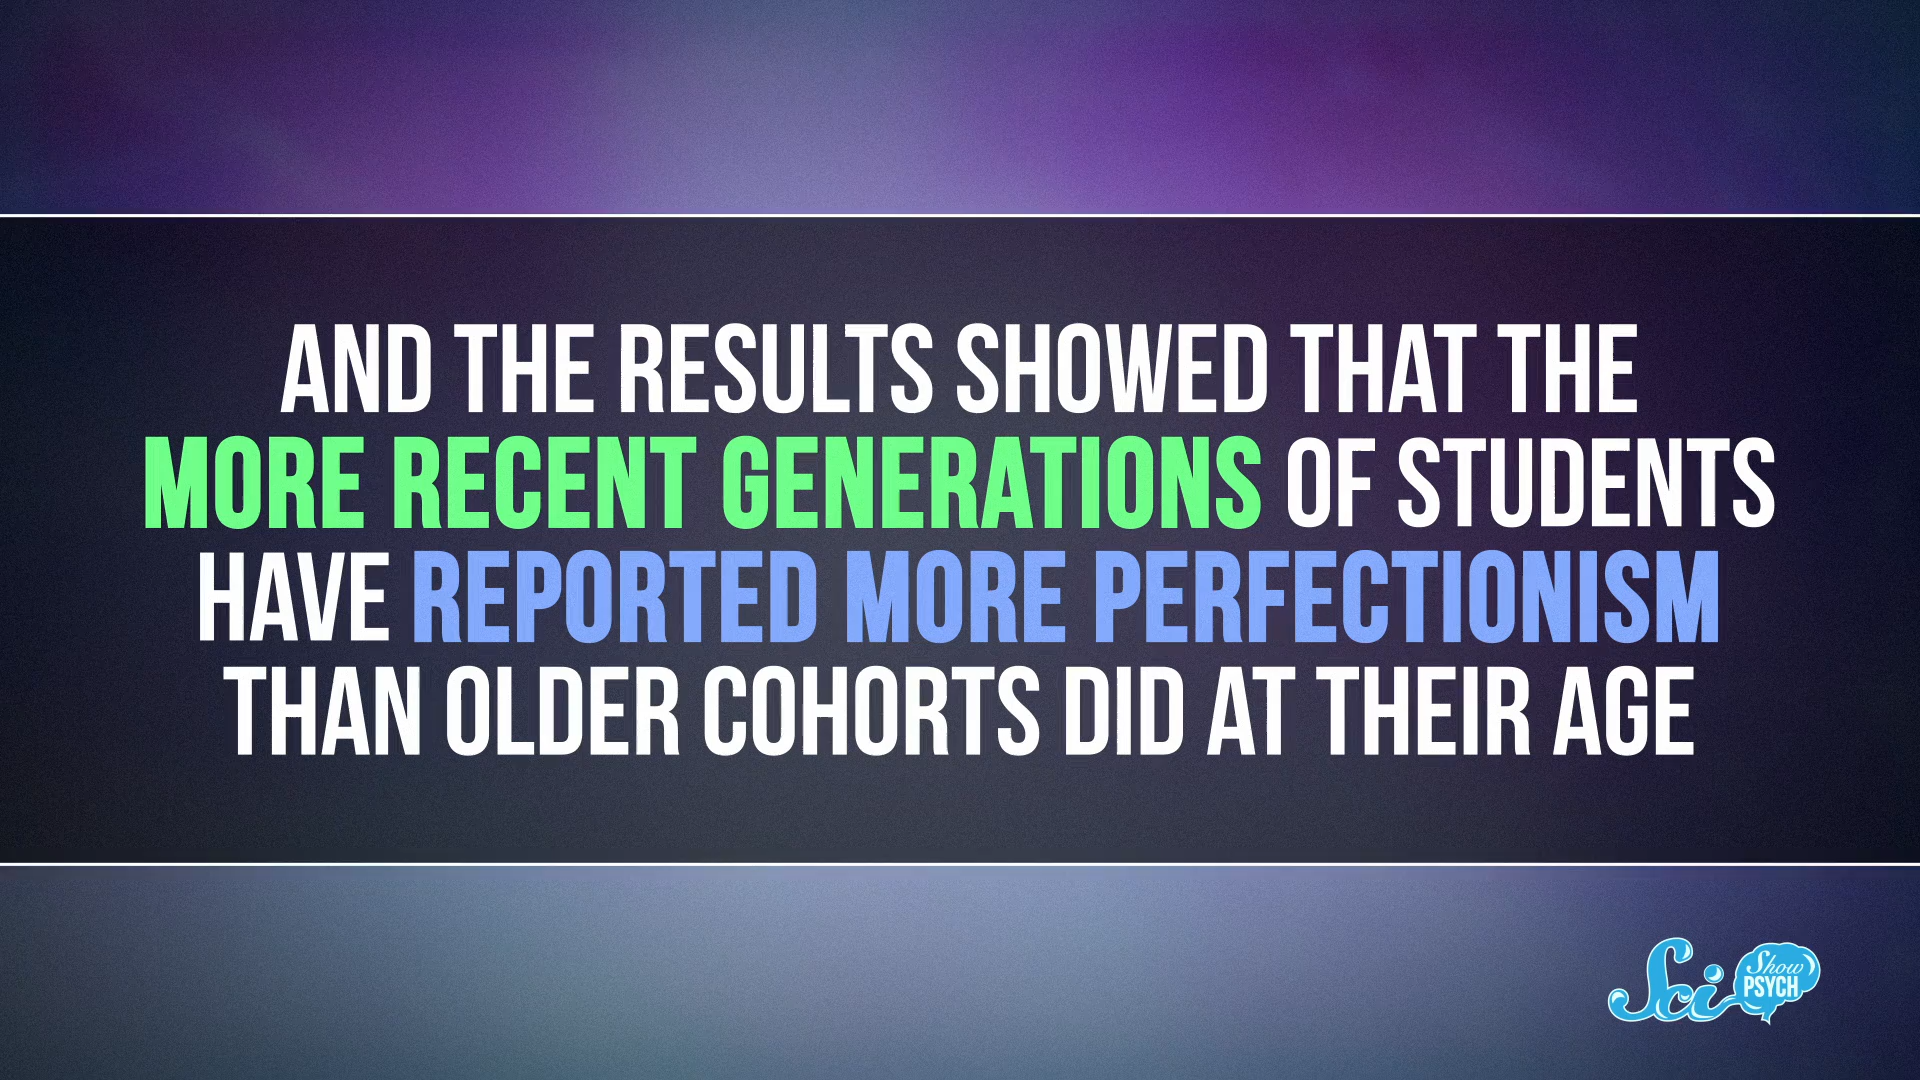 AND THE RESULTS SHOWED THAT THE
MORE RECENT GENERATIONS OF STUDENTS
HAVE REPORTED MORE PERFECTIONISM
THAN OLDER COHORTS DID AT THEIR AGE
Sci Show
PSYCH